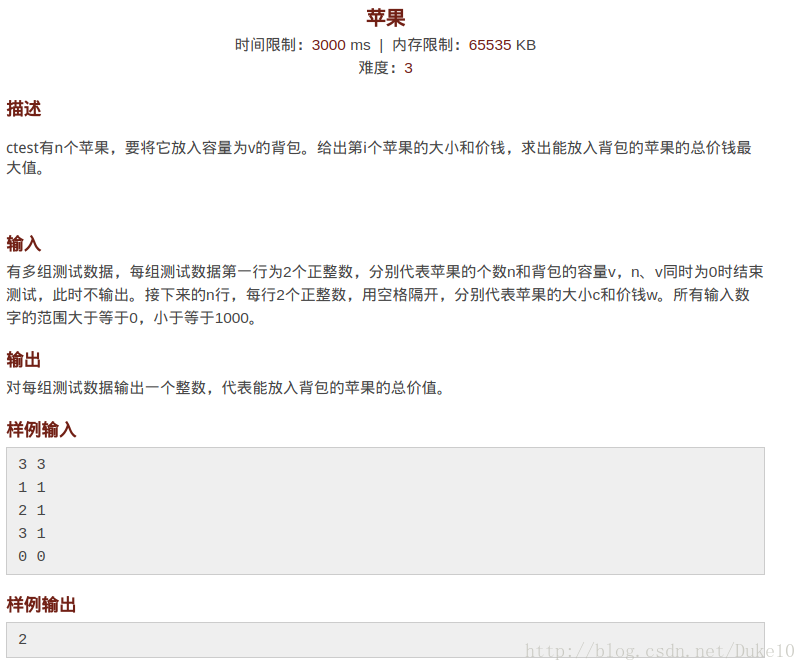 苹果
时间限制：3000 ms | 内存限制：65535 KB
难度：3
描述
ctest有n个苹果，要将它放入容量为v的背包。给出第i个苹果的大小和价钱，求出能放入背包的苹果的总价钱最
大值。
输入
有多组测试数据，每组测试数据第一行为2个正整数，分别代表苹果的个数n和背包的容量v，n、v同时为0时结束
测试，此时不输出。接下来的n行，每行2个正整数，用空格隔开，分别代表苹果的大小c和价钱w。所有输入数
字的范围大于等于0，小于等于1000。
输出
对每组测试数据输出一个整数，代表能放入背包的苹果的总价值。
样例输入
3 3
1 1
2 1
3 1
0 0
样例输出
2
http://blog.csdn.net/Duke10